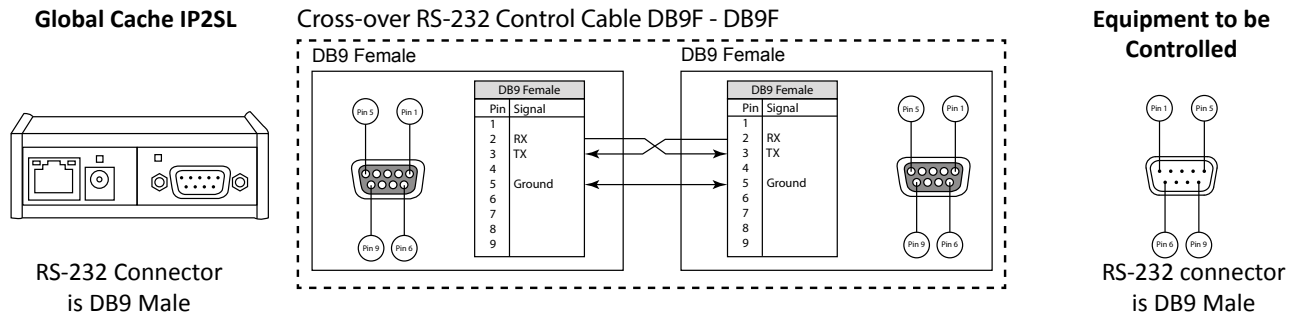 Global Cache IP2SL
Cross-over RS-232 Control Cable DB9F - DB9F
Equipment to be
Controlled
DB9 Female
DB9 Female
DB9 Female
Pin Signal
1
2 RX
3 TX
4
5 Ground
6
7
8
9
Pin 5
Pin 1
Pin 9
Pin 6
DB9 Female
Pin Signal
1
2 RX
3 TX
4
5 Ground
6
7
8
9
Pin 5
Pin 1
Pin 9
Pin 6
Pin 1
Pin 5
Pin 6
Pin 9
RS-232 Connector
is DB9 Male
RS-232 connector
is DB9 Male